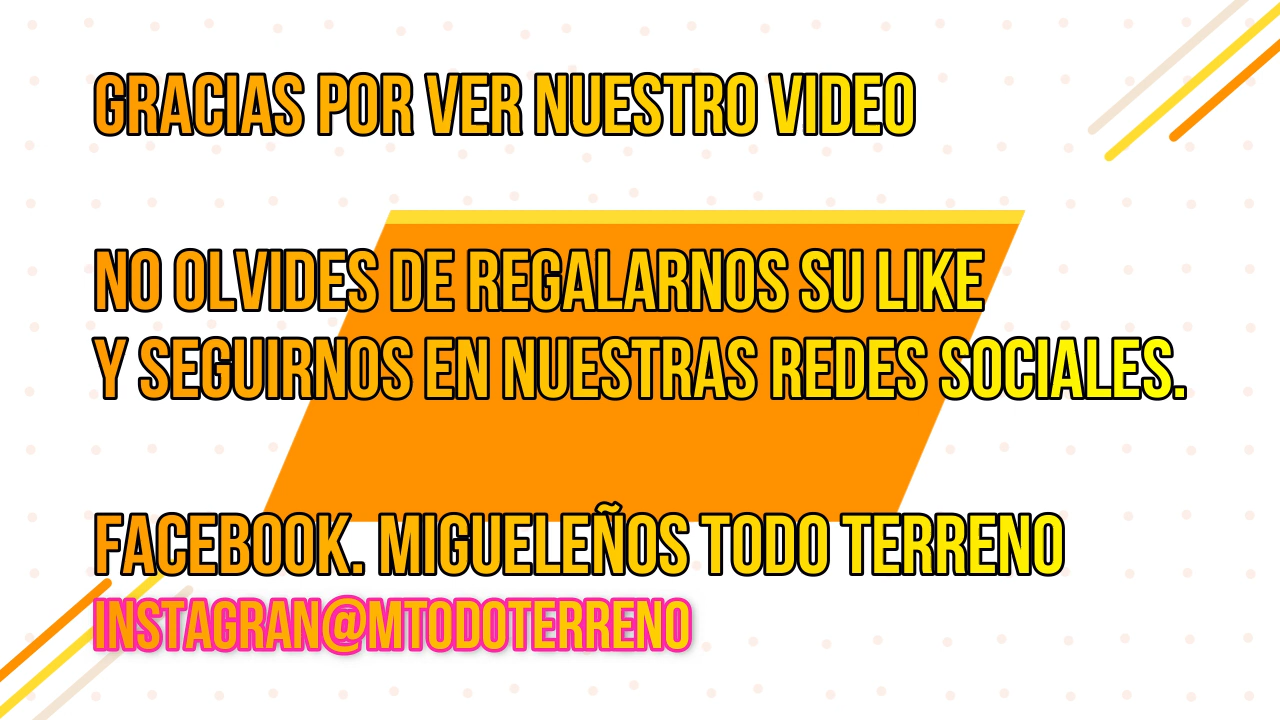 GRACIAS POR VER NUESTRO VIDEO
NO OLVIDES DE REGALARNOS SU LIKE
Y SEGUIRNOS EN NUESTRAS REDES SOCIALES.
FACEBOOK. MIGUELEÑOS TODO TERRENO
INSTAGRAN@MTODOTERRENO